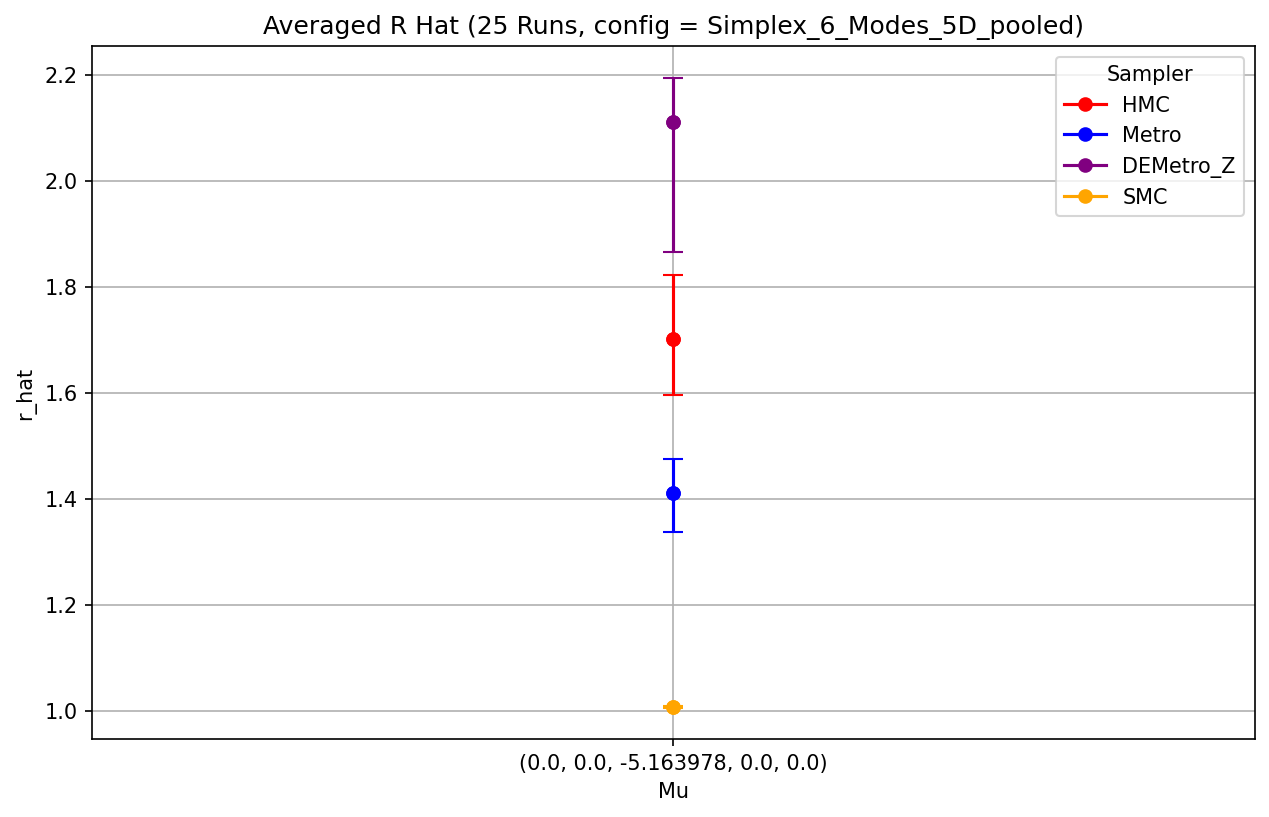 Averaged R Hat (25 Runs, config = Simplex_6_Modes_5D_pooled)
Sampler
HMC
Metro
DEMetro_Z
SMC
r_hat
2.2
2.0
1.8
1.6
1.4
1.2
1.0
(0.0, 0.0, -5.163978, 0.0, 0.0)
Mu